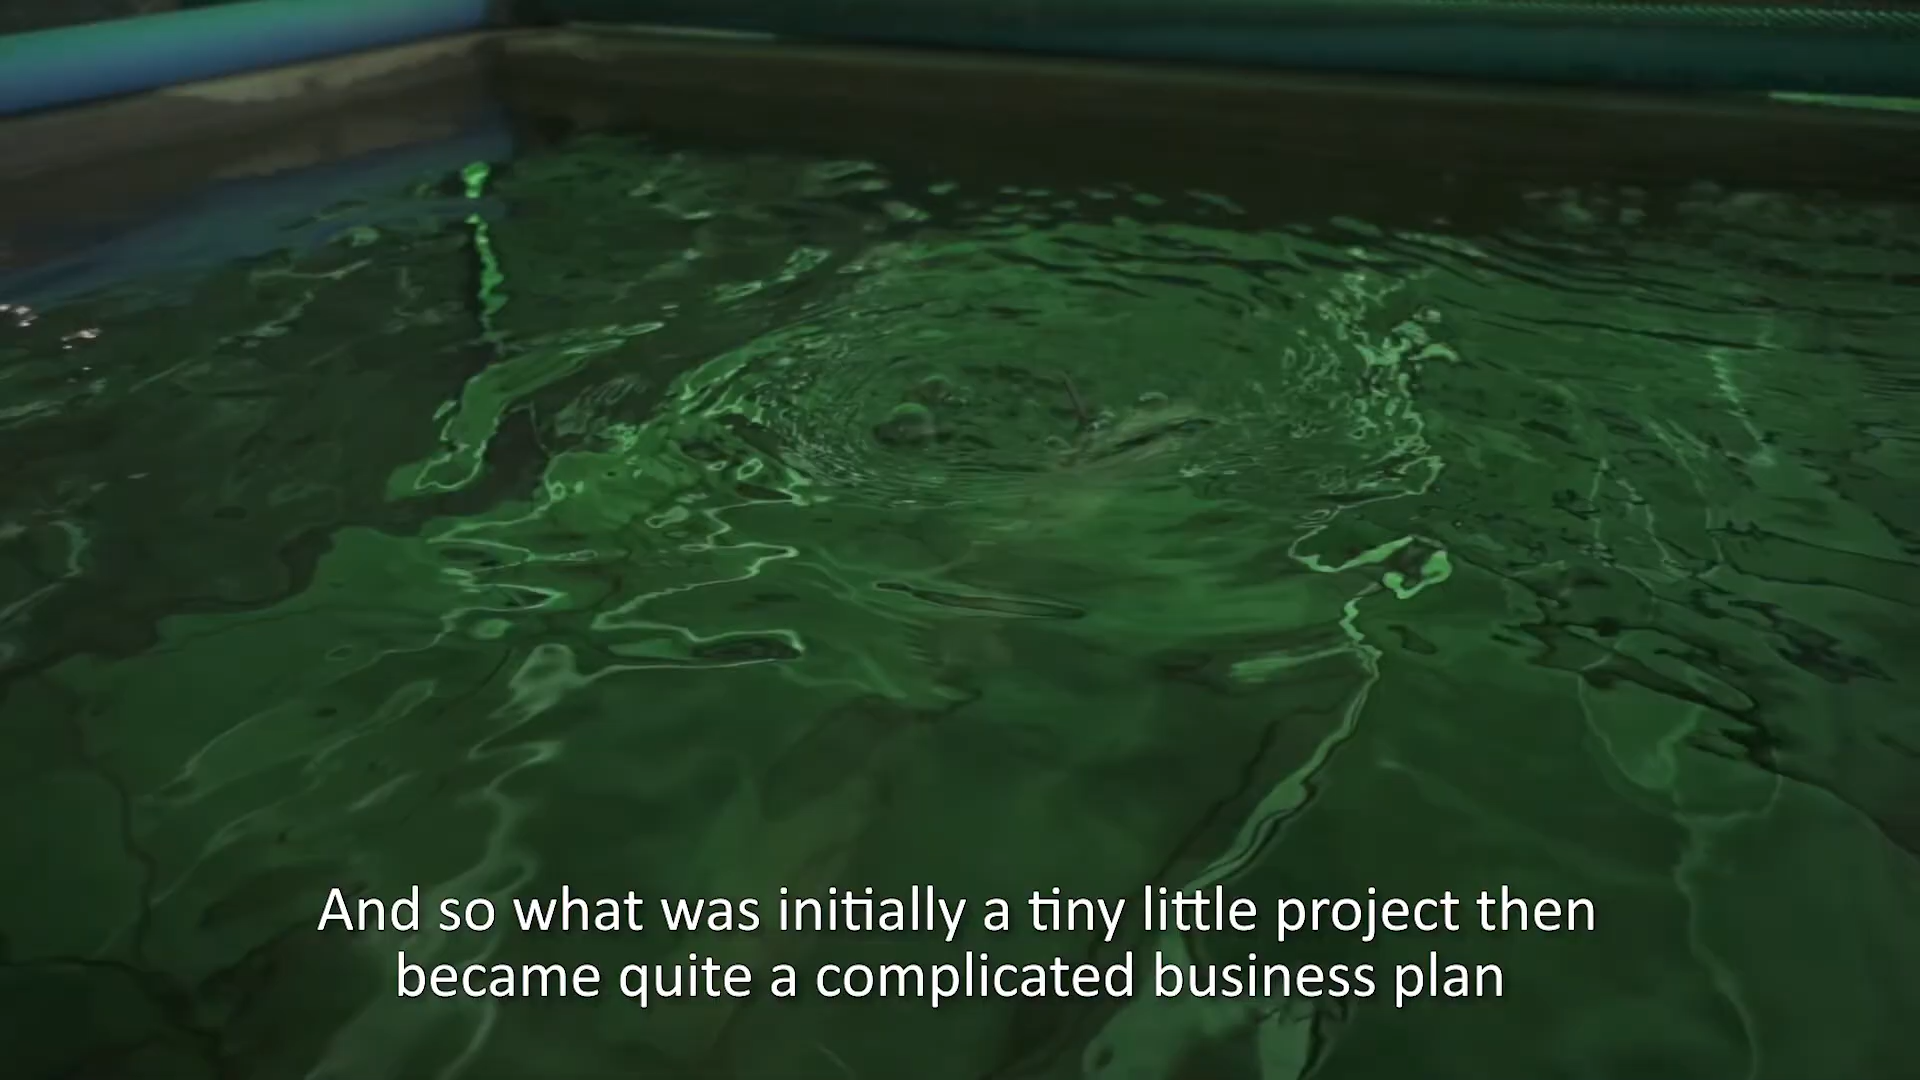 And so what was initially a tiny little project then
became quite a complicated business plan